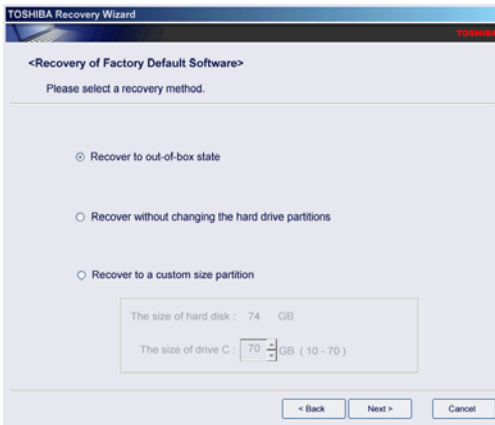 TOSHIBA Recovery Wizard
TOSHIBA
<Recovery of Factory Default Software>
Please select a recovery method.
Recover to out-of-box state
Recover without changing the hard drive partitions
Recover to a custom size partition
The size of hard disk : 74 GB
The size of drive C : 70 GB ( 10 - 70 )
< Back Next > Cancel